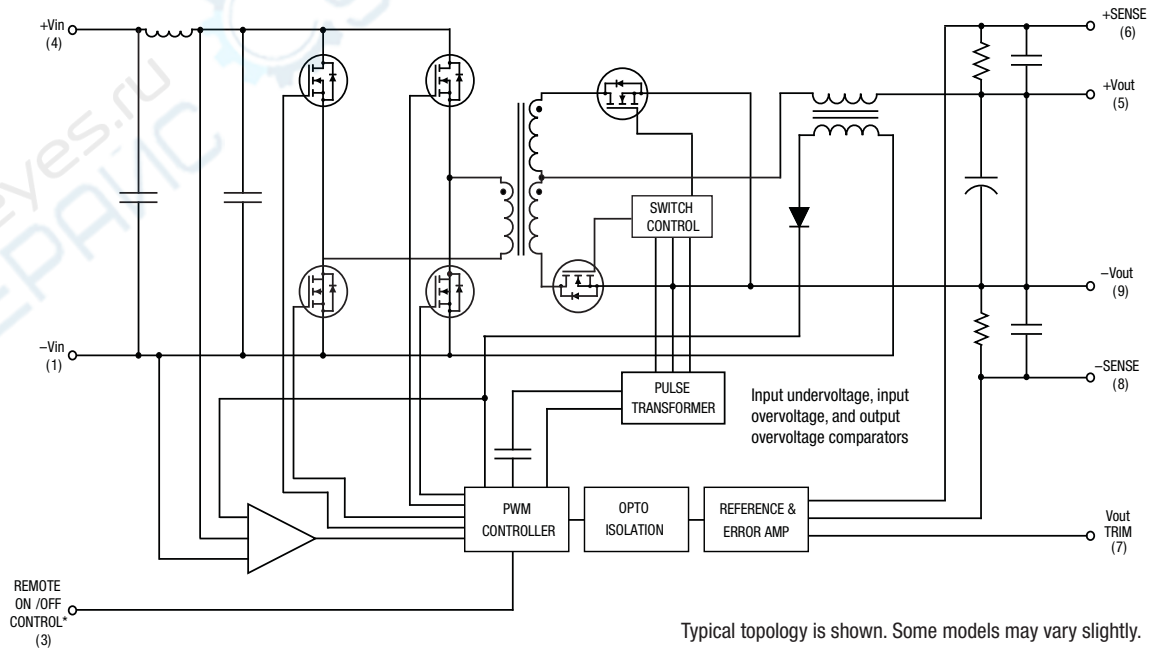 +Vin
(4)
–Vin
(1)
REMOTE
ON /OFF
CONTROL*
(3)
SWITCH
CONTROL
PULSE
TRANSFORMER
Input undervoltage, input
overvoltage, and output
overvoltage comparators
PWM
CONTROLLER
OPTO
ISOLATION
REFERENCE &
ERROR AMP
+SENSE
(6)
+Vout
(5)
–Vout
(9)
–SENSE
(8)
Vout
TRIM
(7)
Typical topology is shown. Some models may vary slightly.